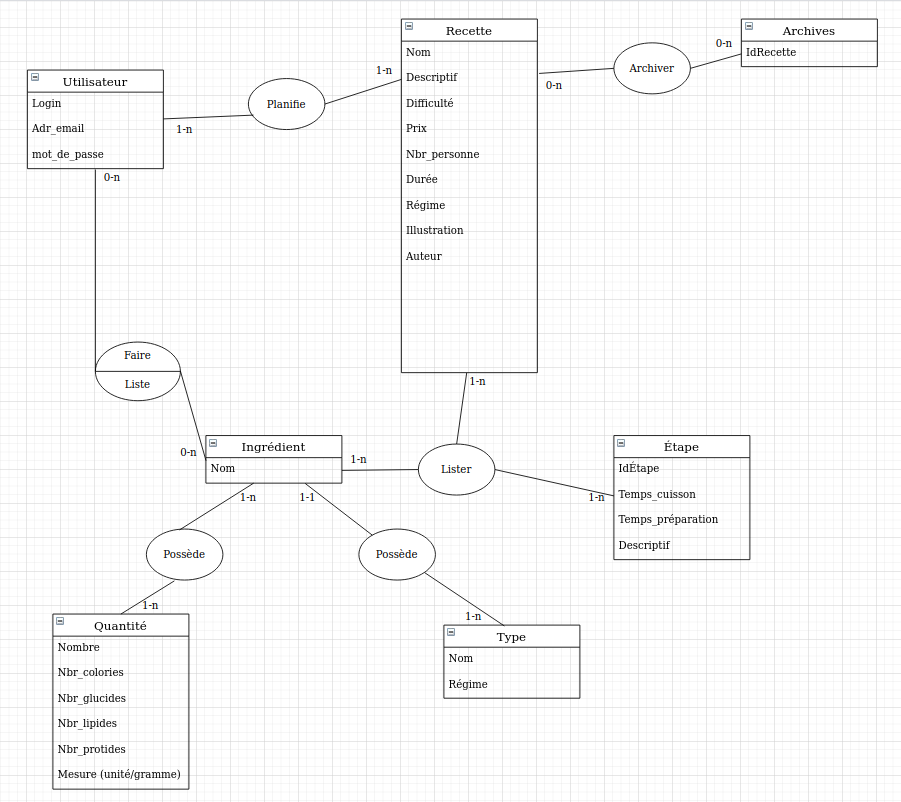 Utilisateur
Login
Adr_email
mot_de_passe
0-n
1-n
Planifie
1-n
Recette
Nom
Descriptif
Difficulté
Prix
Nbr_personne
Durée
Régime
Illustration
Auteur
1-n
0-n
Archiver
0-n
Archives
IdRecette
Faire
Liste
0-n
Ingrédient
Nom
1-n
1-n
1-1
Lister
1-n
Étape
IdÉtape
Temps_cuisson
Temps_préparation
Descriptif
Possède
1-n
Possède
1-n
Quantité
Nombre
Nbr_colories
Nbr_glucides
Nbr_lipides
Nbr_protides
Mesure (unité/gramme)
Type
Nom
Régime